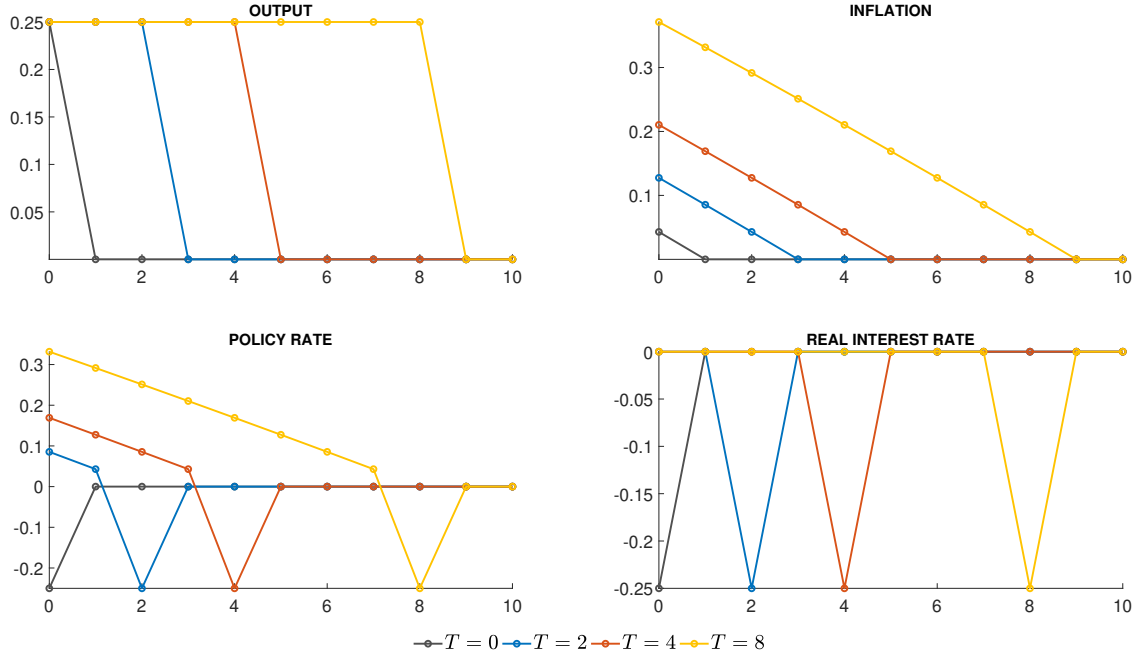 OUTPUT
0.25
0.2
0.15
0.1
0.05
0 2 4 6 8 10
INFLATION
0.3
0.2
0.1
0 2 4 6 8 10
POLICY RATE
0.3
0.2
0.1
0
-0.1
-0.2
0 2 4 6 8 10
REAL INTEREST RATE
0
-0.05
-0.1
-0.15
-0.2
-0.25
0 2 4 6 8 10
T = 0 T = 2 T = 4 T = 8